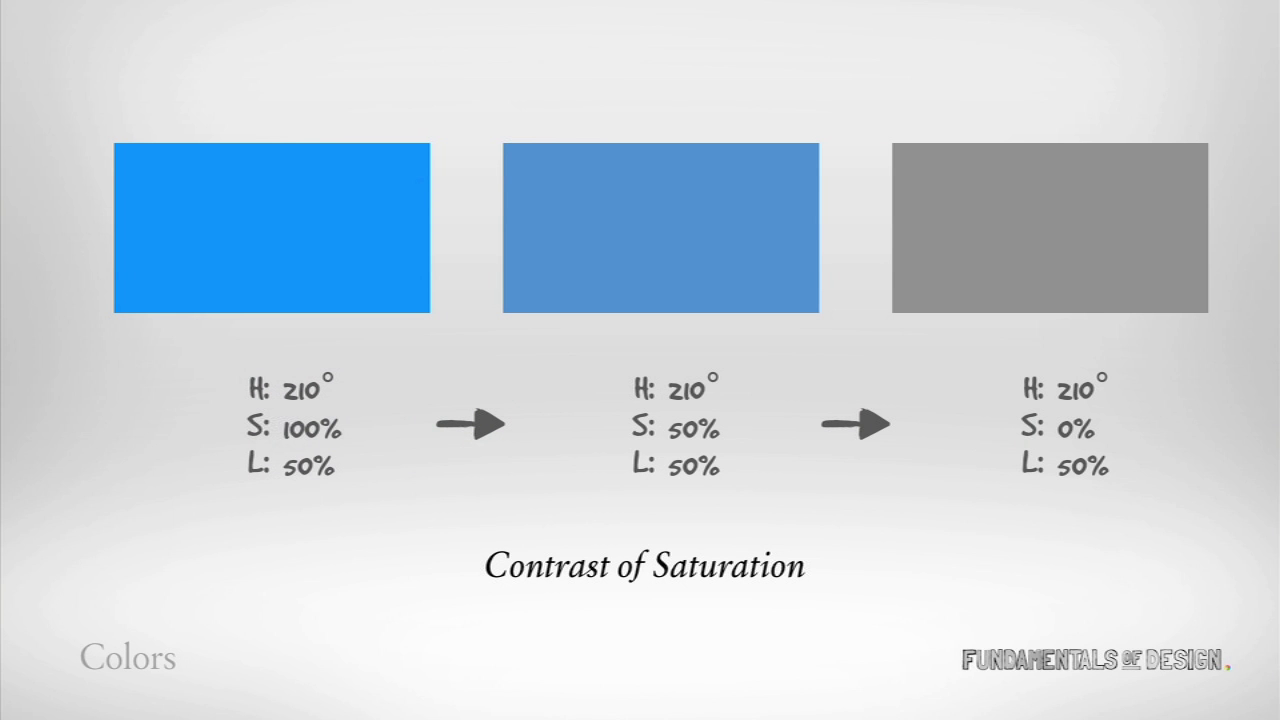 H: 210°
S: 100%
L: 50%
H: 210°
S: 50%
L: 50%
H: 210°
S: 0%
L: 50%
Contrast of Saturation
Colors
FUNDAMENTALS OF DESIGN.